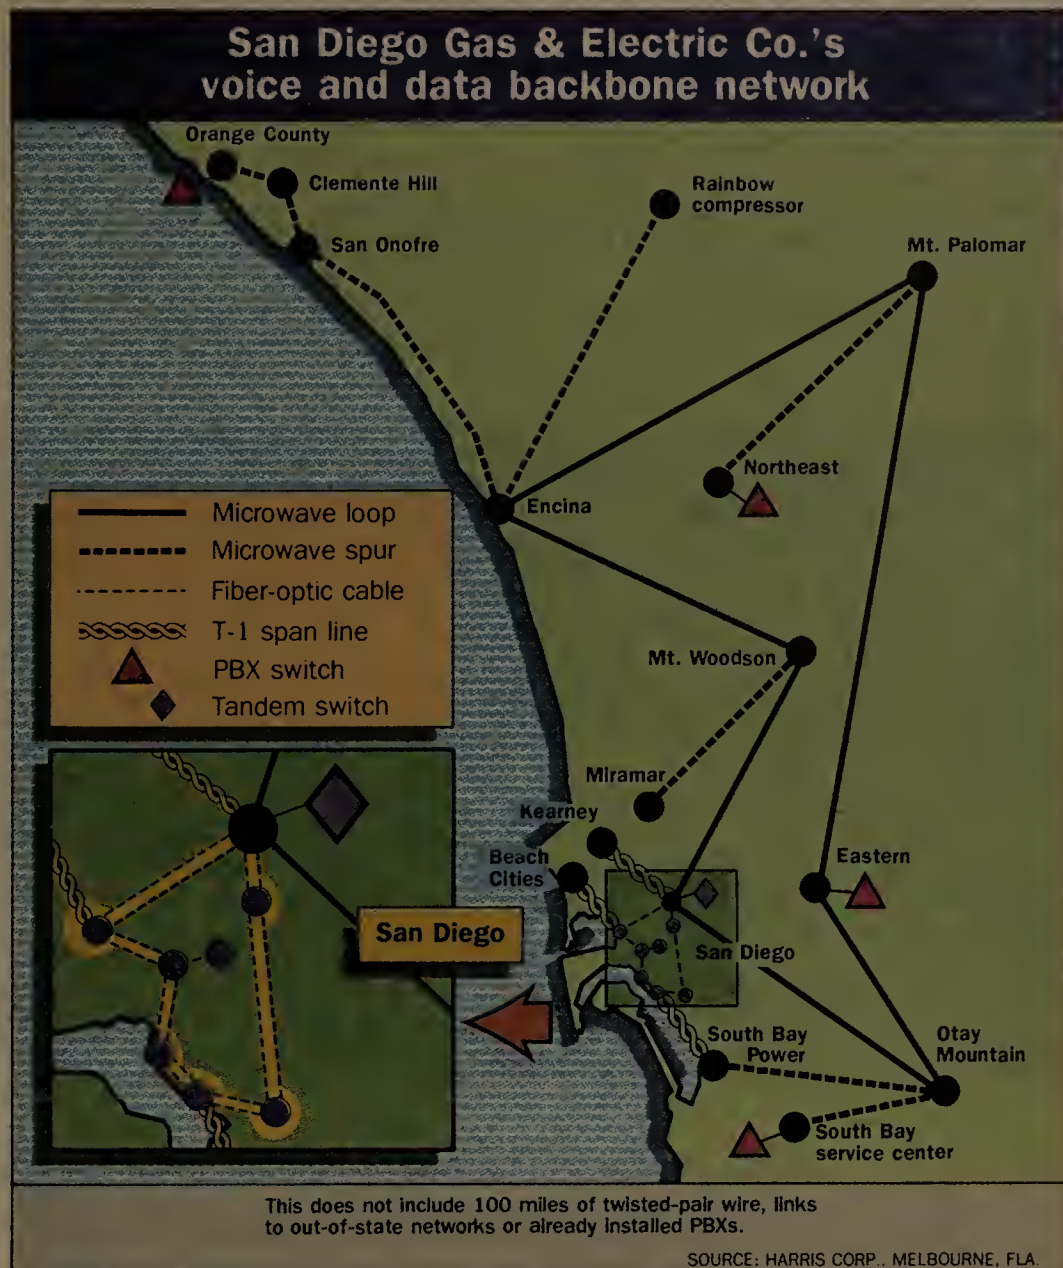 San Diego Gas & Electric Co.'s
voice and data backbone network
Orange County
Clemente Hill
San Onofre
Rainbow
compressor
Mt. Palomar
Northeast
Encina
Microwave loop
Microwave spur
Fiber-optic cable
T-1 span line
PBX switch
Tandem switch
Mt. Woodson
Miramar
Kearney
Beach
Cities
Eastern
San Diego
San Diego
South Bay
Power
Otay
Mountain
South Bay
service center
This does not include 100 miles of twisted-pair wire, links
to out-of-state networks or already installed PBXs.
SOURCE: HARRIS CORP., MELBOURNE, FLA.